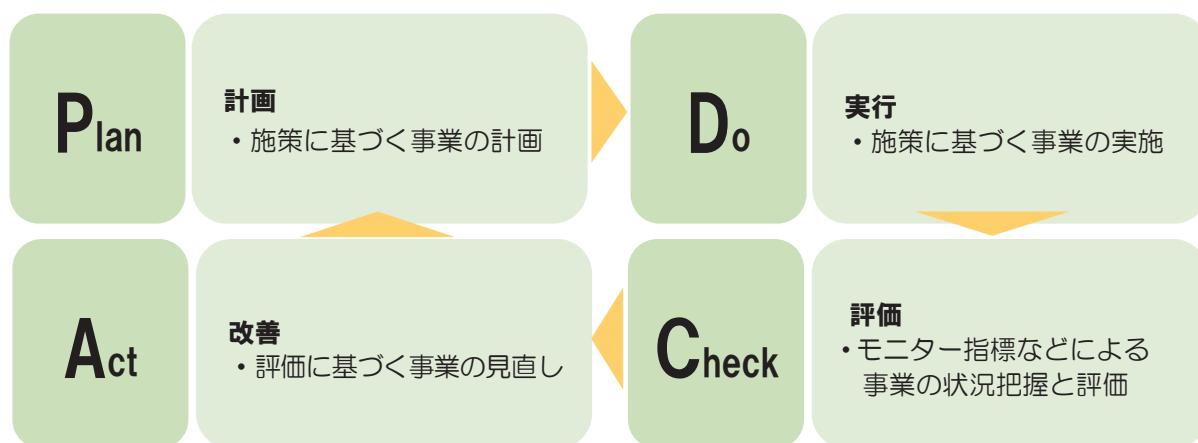 Plan
計画
・施策に基づく事業の計画
Do
実行
・施策に基づく事業の実施
Act
改善
・評価に基づく事業の見直し
Check
評価
・モニター指標などによる
事業の状況把握と評価